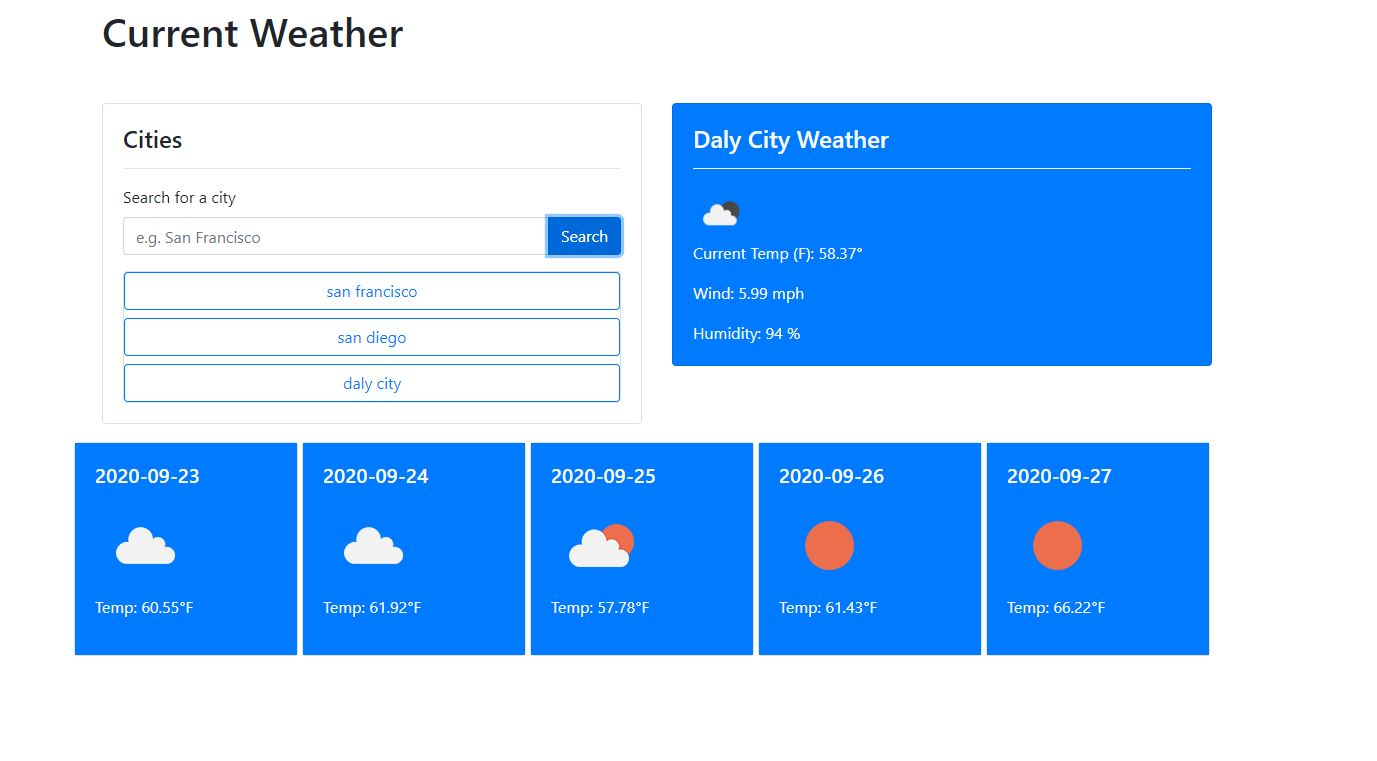 Current Weather
Cities
Search for a city
e.g. San Francisco
Search
san francisco
san diego
daly city
Daly City Weather
Current Temp (F): 58.37°
Wind: 5.99 mph
Humidity: 94 %
2020-09-23
Temp: 60.55°F
2020-09-24
Temp: 61.92°F
2020-09-25
Temp: 57.78°F
2020-09-26
Temp: 61.43°F
2020-09-27
Temp: 66.22°F